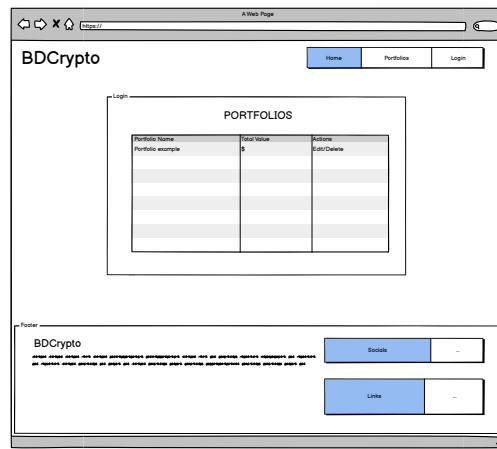 A Web Page
https://
BDCrypto
Home Portfolios Login
Login
PORTFOLIOS
Portfolio Name Total Value Actions
Portfolio example $ Edit/Delete
Footer
BDCrypto
Socials ...
Links ...